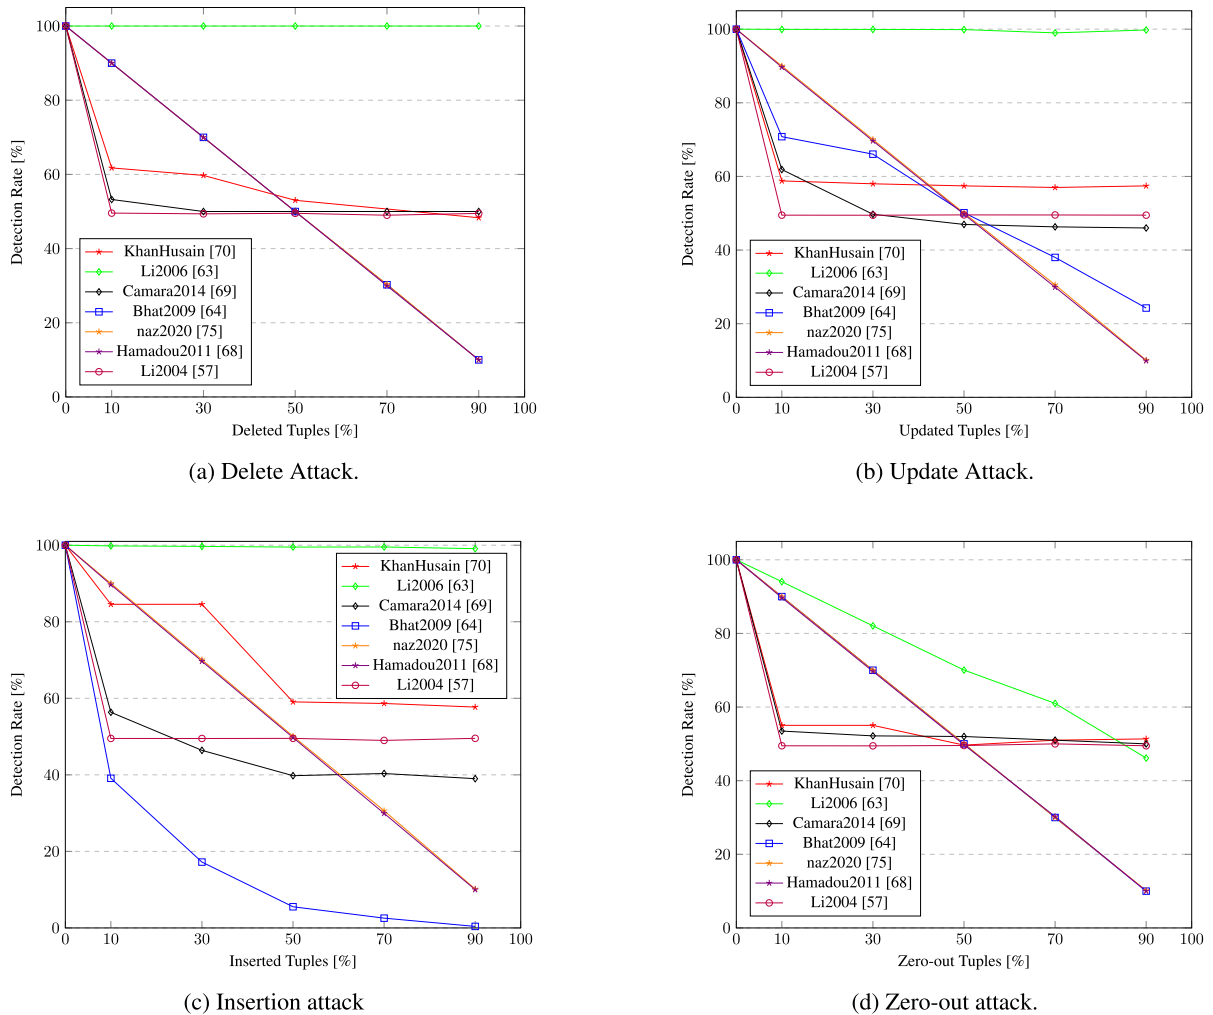 100
80
60
40
20
0
Detection Rate [%]
KhanHusain [70]
Li2006 [63]
Camara2014 [69]
Bhat2009 [64]
naz2020 [75]
Hamadou2011 [68]
Li2004 [57]
0 10 30 50 70 90 100
Deleted Tuples [%]
(a) Delete Attack.
100
80
60
40
20
0
Detection Rate [%]
KhanHusain [70]
Li2006 [63]
Camara2014 [69]
Bhat2009 [64]
naz2020 [75]
Hamadou2011 [68]
Li2004 [57]
0 10 30 50 70 90 100
Updated Tuples [%]
(b) Update Attack.
100
80
60
40
20
0
Detection Rate [%]
KhanHusain [70]
Li2006 [63]
Camara2014 [69]
Bhat2009 [64]
naz2020 [75]
Hamadou2011 [68]
Li2004 [57]
0 10 30 50 70 90 100
Inserted Tuples [%]
(c) Insertion attack
100
80
60
40
20
0
Detection Rate [%]
KhanHusain [70]
Li2006 [63]
Camara2014 [69]
Bhat2009 [64]
naz2020 [75]
Hamadou2011 [68]
Li2004 [57]
0 10 30 50 70 90 100
Zero-out Tuples [%]
(d) Zero-out attack.